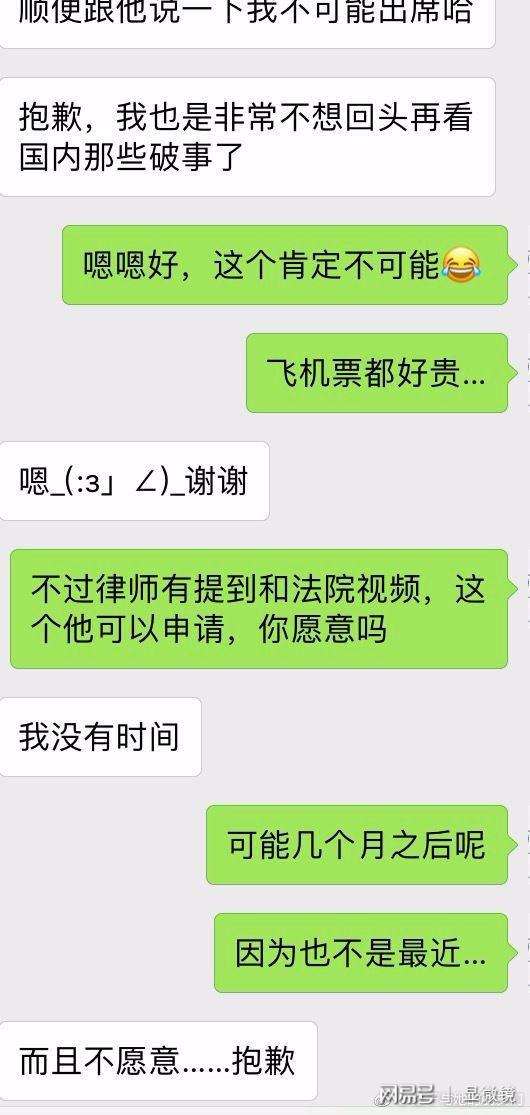 顺便跟他说一下我不可能出席哈
抱歉，我也是非常不想回头再看
国内那些破事了
嗯嗯好，这个肯定不可能😂
飞机票都好贵...
嗯_(:з」∠)_谢谢
不过律师有提到和法院视频，这
个他可以申请，你愿意吗
我没有时间
可能几个月之后呢
因为也不是最近...
而且不愿意......抱歉
网易号 | 显微镜